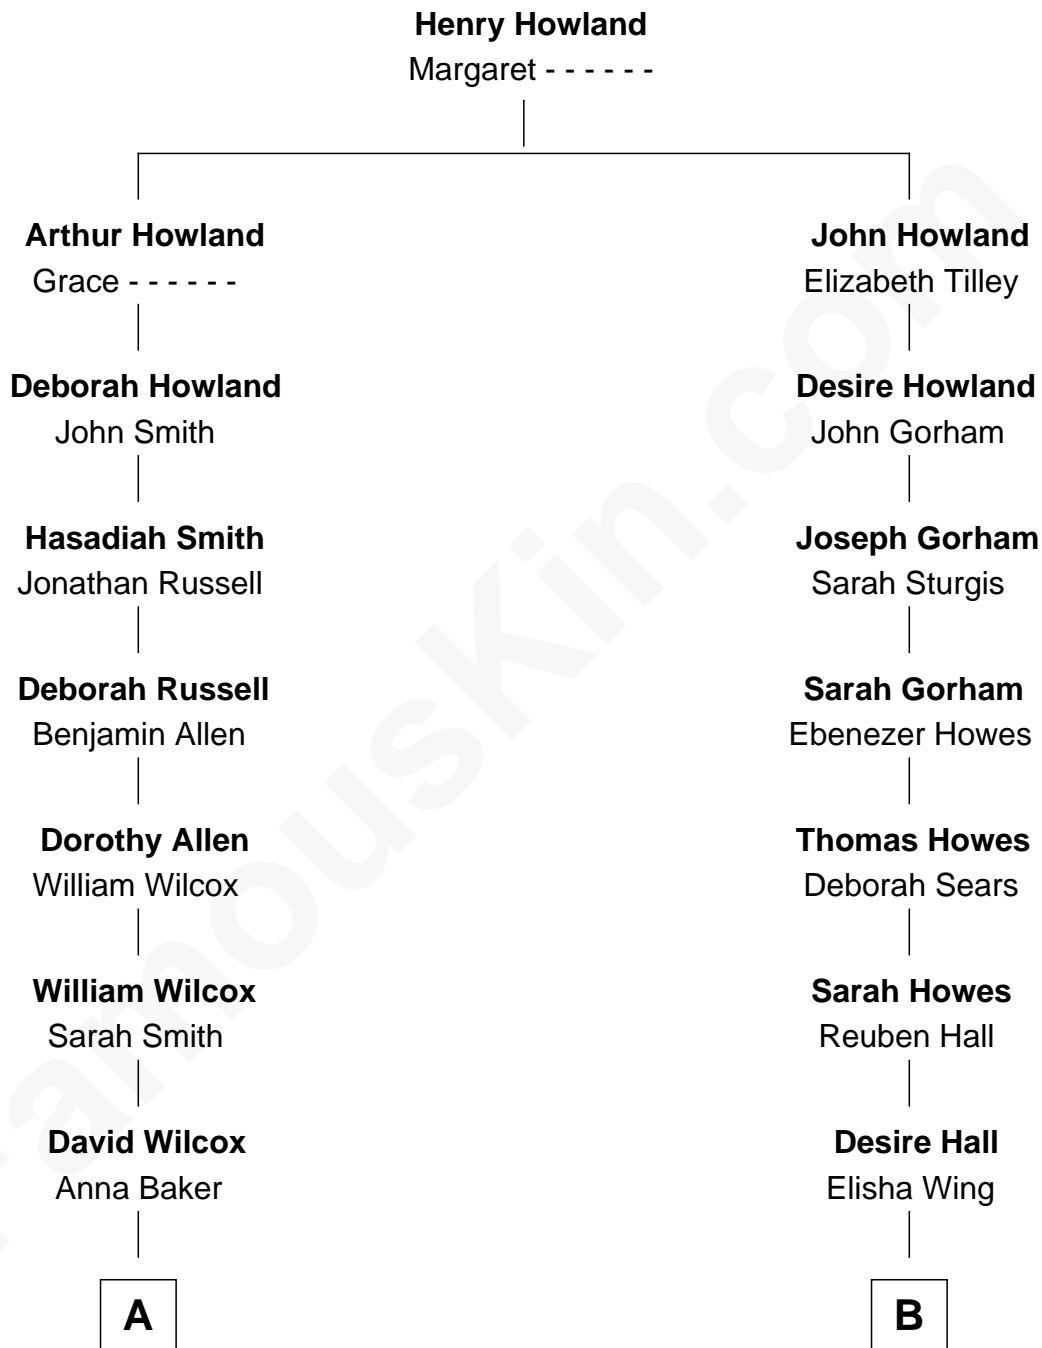 Henry Howland
Margaret - - - - - -
Arthur Howland
Grace - - - - - -
John Howland
Elizabeth Tilley
Deborah Howland
John Smith
Desire Howland
John Gorham
Hasadiah Smith
Jonathan Russell
Joseph Gorham
Sarah Sturgis
Deborah Russell
Benjamin Allen
Sarah Gorham
Ebenezer Howes
Dorothy Allen
William Wilcox
Thomas Howes
Deborah Sears
William Wilcox
Sarah Smith
Sarah Howes
Reuben Hall
David Wilcox
Anna Baker
Desire Hall
Elisha Wing
A
B
FamousKin.com